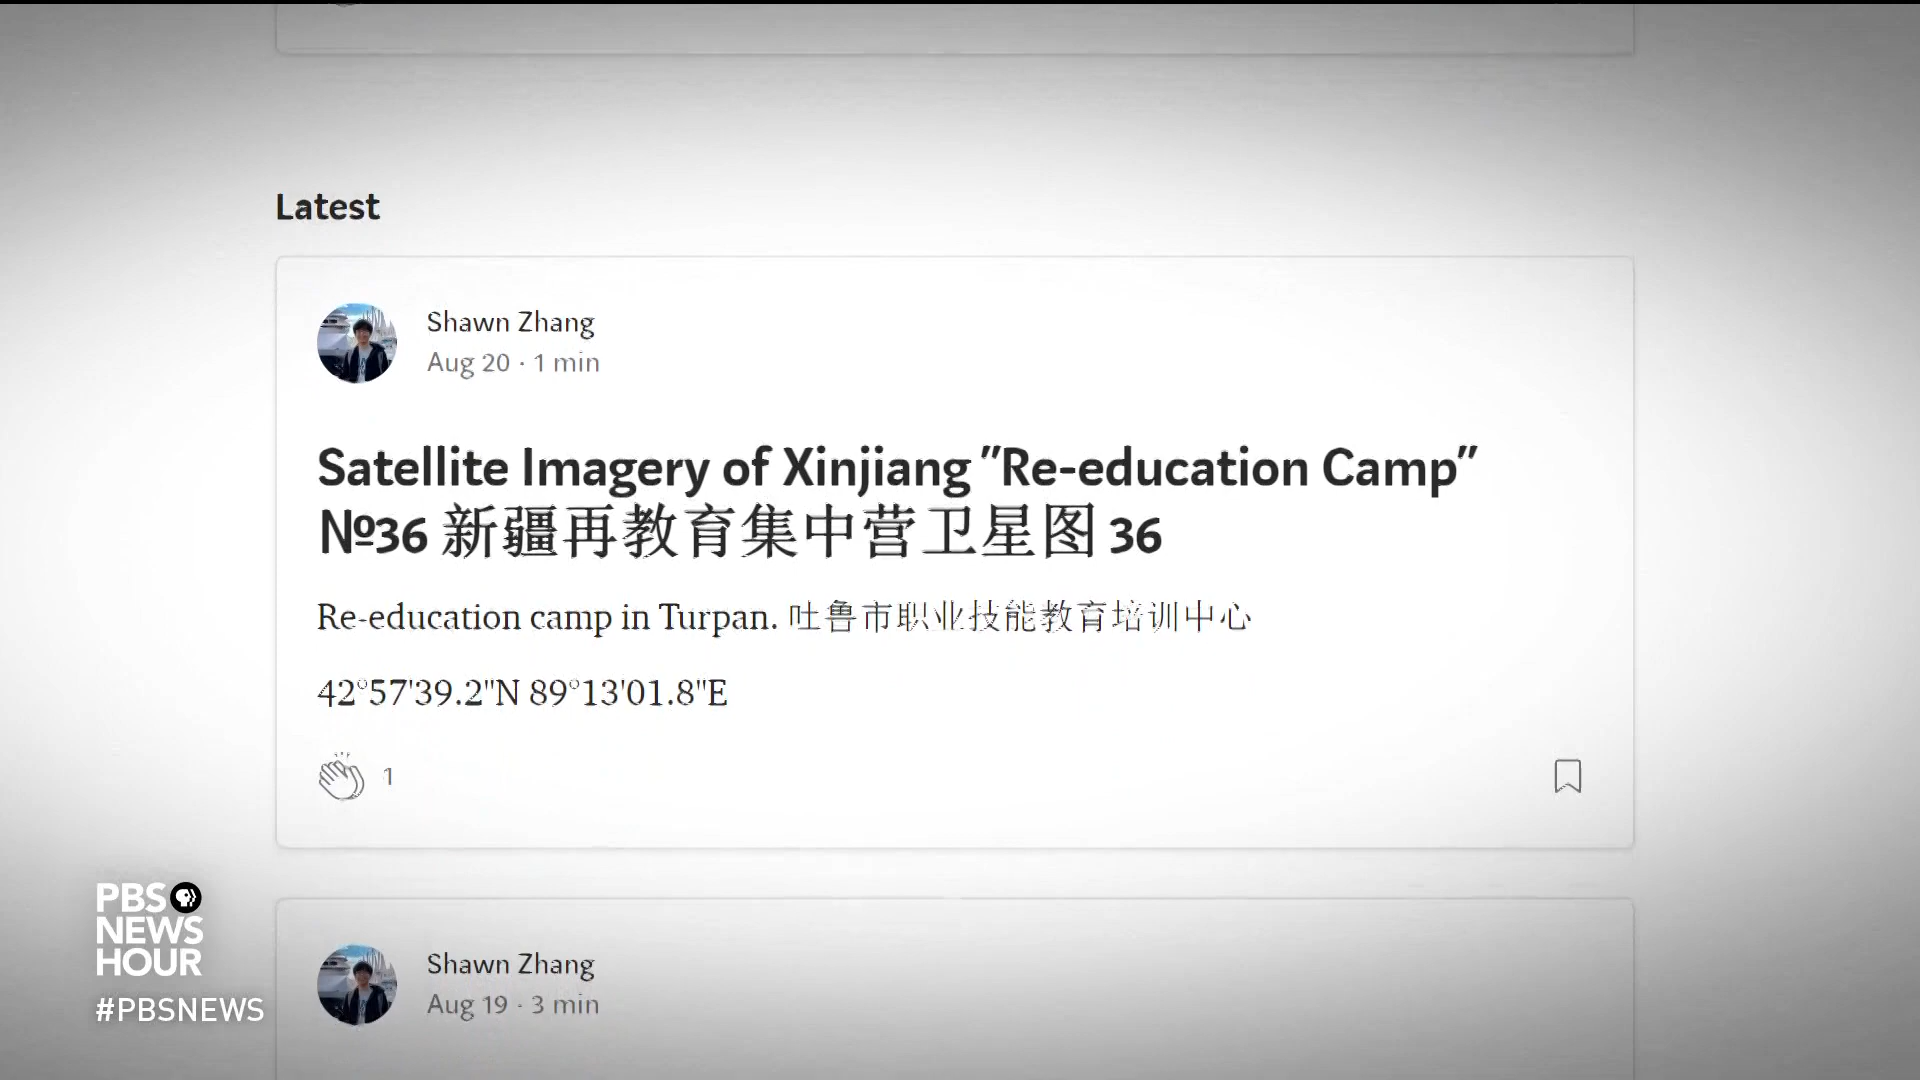 Latest
Shawn Zhang
Aug 20 · 1 min
Satellite Imagery of Xinjiang "Re-education Camp"
№36 新疆再教育集中营卫星图 36
Re-education camp in Turpan. 吐鲁市职业技能教育培训中心
42°57'39.2"N 89°13'01.8"E
1
PBS
NEWS
HOUR
#PBSNEWS
Shawn Zhang
Aug 19 · 3 min